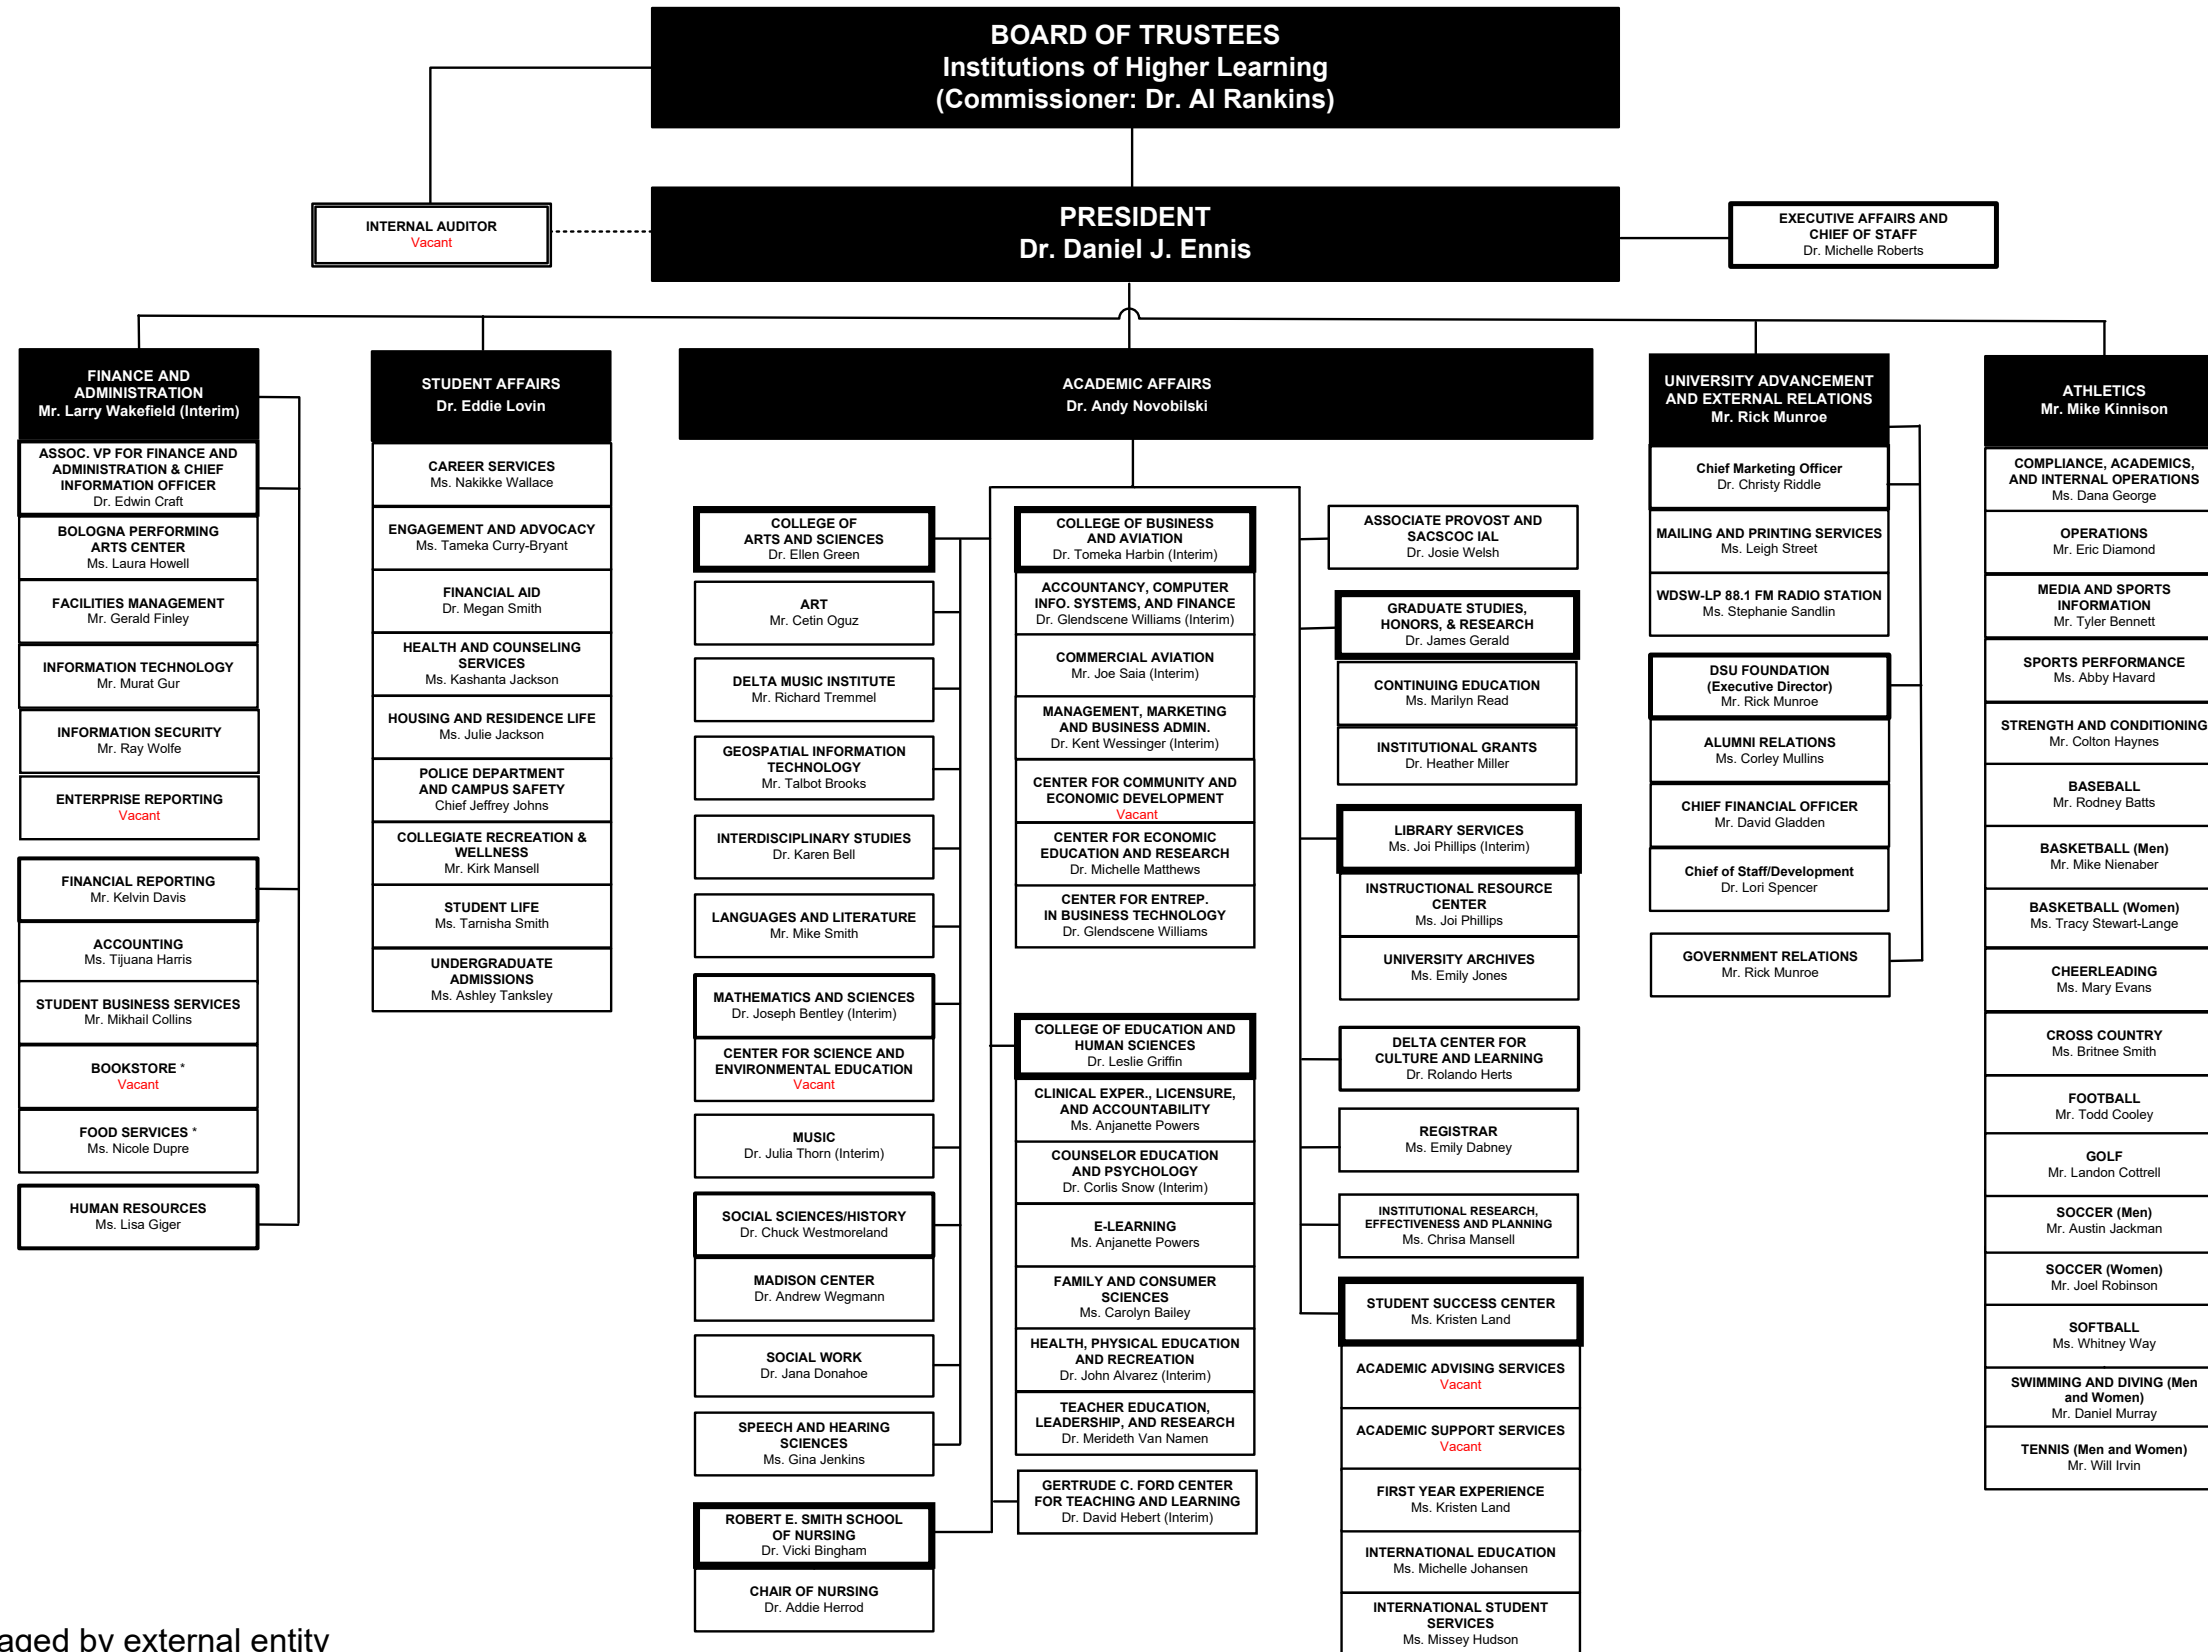 BOARD OF TRUSTEES
Institutions of Higher Learning
(Commissioner: Dr. Al Rankins)
INTERNAL AUDITOR
Vacant
PRESIDENT
Dr. Daniel J. Ennis
EXECUTIVE AFFAIRS AND
CHIEF OF STAFF
Dr. Michelle Roberts
FINANCE AND
ADMINISTRATION
Mr. Larry Wakefield (Interim)
ASSOC. VP FOR FINANCE AND
ADMINISTRATION & CHIEF
INFORMATION OFFICER
Dr. Edwin Craft
BOLOGNA PERFORMING
ARTS CENTER
Ms. Laura Howell
FACILITIES MANAGEMENT
Mr. Gerald Finley
INFORMATION TECHNOLOGY
Mr. Murat Gur
INFORMATION SECURITY
Mr. Ray Wolfe
ENTERPRISE REPORTING
Vacant
FINANCIAL REPORTING
Mr. Kelvin Davis
ACCOUNTING
Ms. Tijuana Harris
STUDENT BUSINESS SERVICES
Mr. Mikhail Collins
BOOKSTORE *
Vacant
FOOD SERVICES *
Ms. Nicole Dupre
HUMAN RESOURCES
Ms. Lisa Giger
STUDENT AFFAIRS
Dr. Eddie Lovin
CAREER SERVICES
Ms. Nakikke Wallace
ENGAGEMENT AND ADVOCACY
Ms. Tameka Curry-Bryant
FINANCIAL AID
Dr. Megan Smith
HEALTH AND COUNSELING
SERVICES
Ms. Kashanta Jackson
HOUSING AND RESIDENCE LIFE
Ms. Julie Jackson
POLICE DEPARTMENT
AND CAMPUS SAFETY
Chief Jeffrey Johns
COLLEGIATE RECREATION &
WELLNESS
Mr. Kirk Mansell
STUDENT LIFE
Ms. Tarnisha Smith
UNDERGRADUATE
ADMISSIONS
Ms. Ashley Tanksley
ACADEMIC AFFAIRS
Dr. Andy Novobilski
COLLEGE OF
ARTS AND SCIENCES
Dr. Ellen Green
ART
Mr. Cetin Oguz
DELTA MUSIC INSTITUTE
Mr. Richard Tremmel
GEOSPATIAL INFORMATION
TECHNOLOGY
Mr. Talbot Brooks
INTERDISCIPLINARY STUDIES
Dr. Karen Bell
LANGUAGES AND LITERATURE
Mr. Mike Smith
MATHEMATICS AND SCIENCES
Dr. Joseph Bentley (Interim)
CENTER FOR SCIENCE AND
ENVIRONMENTAL EDUCATION
Vacant
MUSIC
Dr. Julia Thorn (Interim)
SOCIAL SCIENCES/HISTORY
Dr. Chuck Westmoreland
MADISON CENTER
Dr. Andrew Wegmann
SOCIAL WORK
Dr. Jana Donahoe
SPEECH AND HEARING
SCIENCES
Ms. Gina Jenkins
ROBERT E. SMITH SCHOOL
OF NURSING
Dr. Vicki Bingham
CHAIR OF NURSING
Dr. Addie Herrod
COLLEGE OF BUSINESS
AND AVIATION
Dr. Tomeka Harbin (Interim)
ACCOUNTANCY, COMPUTER
INFO. SYSTEMS, AND FINANCE
Dr. Glendscene Williams (Interim)
COMMERCIAL AVIATION
Mr. Joe Saia (Interim)
MANAGEMENT, MARKETING
AND BUSINESS ADMIN.
Dr. Kent Wessinger (Interim)
CENTER FOR COMMUNITY AND
ECONOMIC DEVELOPMENT
Vacant
CENTER FOR ECONOMIC
EDUCATION AND RESEARCH
Dr. Michelle Matthews
CENTER FOR ENTREP.
IN BUSINESS TECHNOLOGY
Dr. Glendscene Williams
COLLEGE OF EDUCATION AND
HUMAN SCIENCES
Dr. Leslie Griffin
CLINICAL EXPER., LICENSURE,
AND ACCOUNTABILITY
Ms. Anjanette Powers
COUNSELOR EDUCATION
AND PSYCHOLOGY
Dr. Corlis Snow (Interim)
E-LEARNING
Ms. Anjanette Powers
FAMILY AND CONSUMER
SCIENCES
Ms. Carolyn Bailey
HEALTH, PHYSICAL EDUCATION
AND RECREATION
Dr. John Alvarez (Interim)
TEACHER EDUCATION,
LEADERSHIP, AND RESEARCH
Dr. Merideth Van Namen
GERTRUDE C. FORD CENTER
FOR TEACHING AND LEARNING
Dr. David Hebert (Interim)
ASSOCIATE PROVOST AND
SACSCOC IAL
Dr. Josie Welsh
GRADUATE STUDIES,
HONORS, & RESEARCH
Dr. James Gerald
CONTINUING EDUCATION
Ms. Marilyn Read
INSTITUTIONAL GRANTS
Dr. Heather Miller
LIBRARY SERVICES
Ms. Joi Phillips (Interim)
INSTRUCTIONAL RESOURCE
CENTER
Ms. Joi Phillips
UNIVERSITY ARCHIVES
Ms. Emily Jones
DELTA CENTER FOR
CULTURE AND LEARNING
Dr. Rolando Herts
REGISTRAR
Ms. Emily Dabney
INSTITUTIONAL RESEARCH,
EFFECTIVENESS AND PLANNING
Ms. Chrisa Mansell
STUDENT SUCCESS CENTER
Ms. Kristen Land
ACADEMIC ADVISING SERVICES
Vacant
ACADEMIC SUPPORT SERVICES
Vacant
FIRST YEAR EXPERIENCE
Ms. Kristen Land
INTERNATIONAL EDUCATION
Ms. Michelle Johansen
INTERNATIONAL STUDENT
SERVICES
Ms. Missey Hudson
UNIVERSITY ADVANCEMENT
AND EXTERNAL RELATIONS
Mr. Rick Munroe
Chief Marketing Officer
Dr. Christy Riddle
MAILING AND PRINTING SERVICES
Ms. Leigh Street
WDSW-LP 88.1 FM RADIO STATION
Ms. Stephanie Sandlin
DSU FOUNDATION
(Executive Director)
Mr. Rick Munroe
ALUMNI RELATIONS
Ms. Corley Mullins
CHIEF FINANCIAL OFFICER
Mr. David Gladden
Chief of Staff/Development
Dr. Lori Spencer
GOVERNMENT RELATIONS
Mr. Rick Munroe
ATHLETICS
Mr. Mike Kinnison
COMPLIANCE, ACADEMICS,
AND INTERNAL OPERATIONS
Ms. Dana George
OPERATIONS
Mr. Eric Diamond
MEDIA AND SPORTS
INFORMATION
Mr. Tyler Bennett
SPORTS PERFORMANCE
Ms. Abby Havard
STRENGTH AND CONDITIONING
Mr. Colton Haynes
BASEBALL
Mr. Rodney Batts
BASKETBALL (Men)
Mr. Mike Nienaber
BASKETBALL (Women)
Ms. Tracy Stewart-Lange
CHEERLEADING
Ms. Mary Evans
CROSS COUNTRY
Ms. Britnee Smith
FOOTBALL
Mr. Todd Cooley
GOLF
Mr. Landon Cottrell
SOCCER (Men)
Mr. Austin Jackman
SOCCER (Women)
Mr. Joel Robinson
SOFTBALL
Ms. Whitney Way
SWIMMING AND DIVING (Men
and Women)
Mr. Daniel Murray
TENNIS (Men and Women)
Mr. Will Irvin
aged by external entity